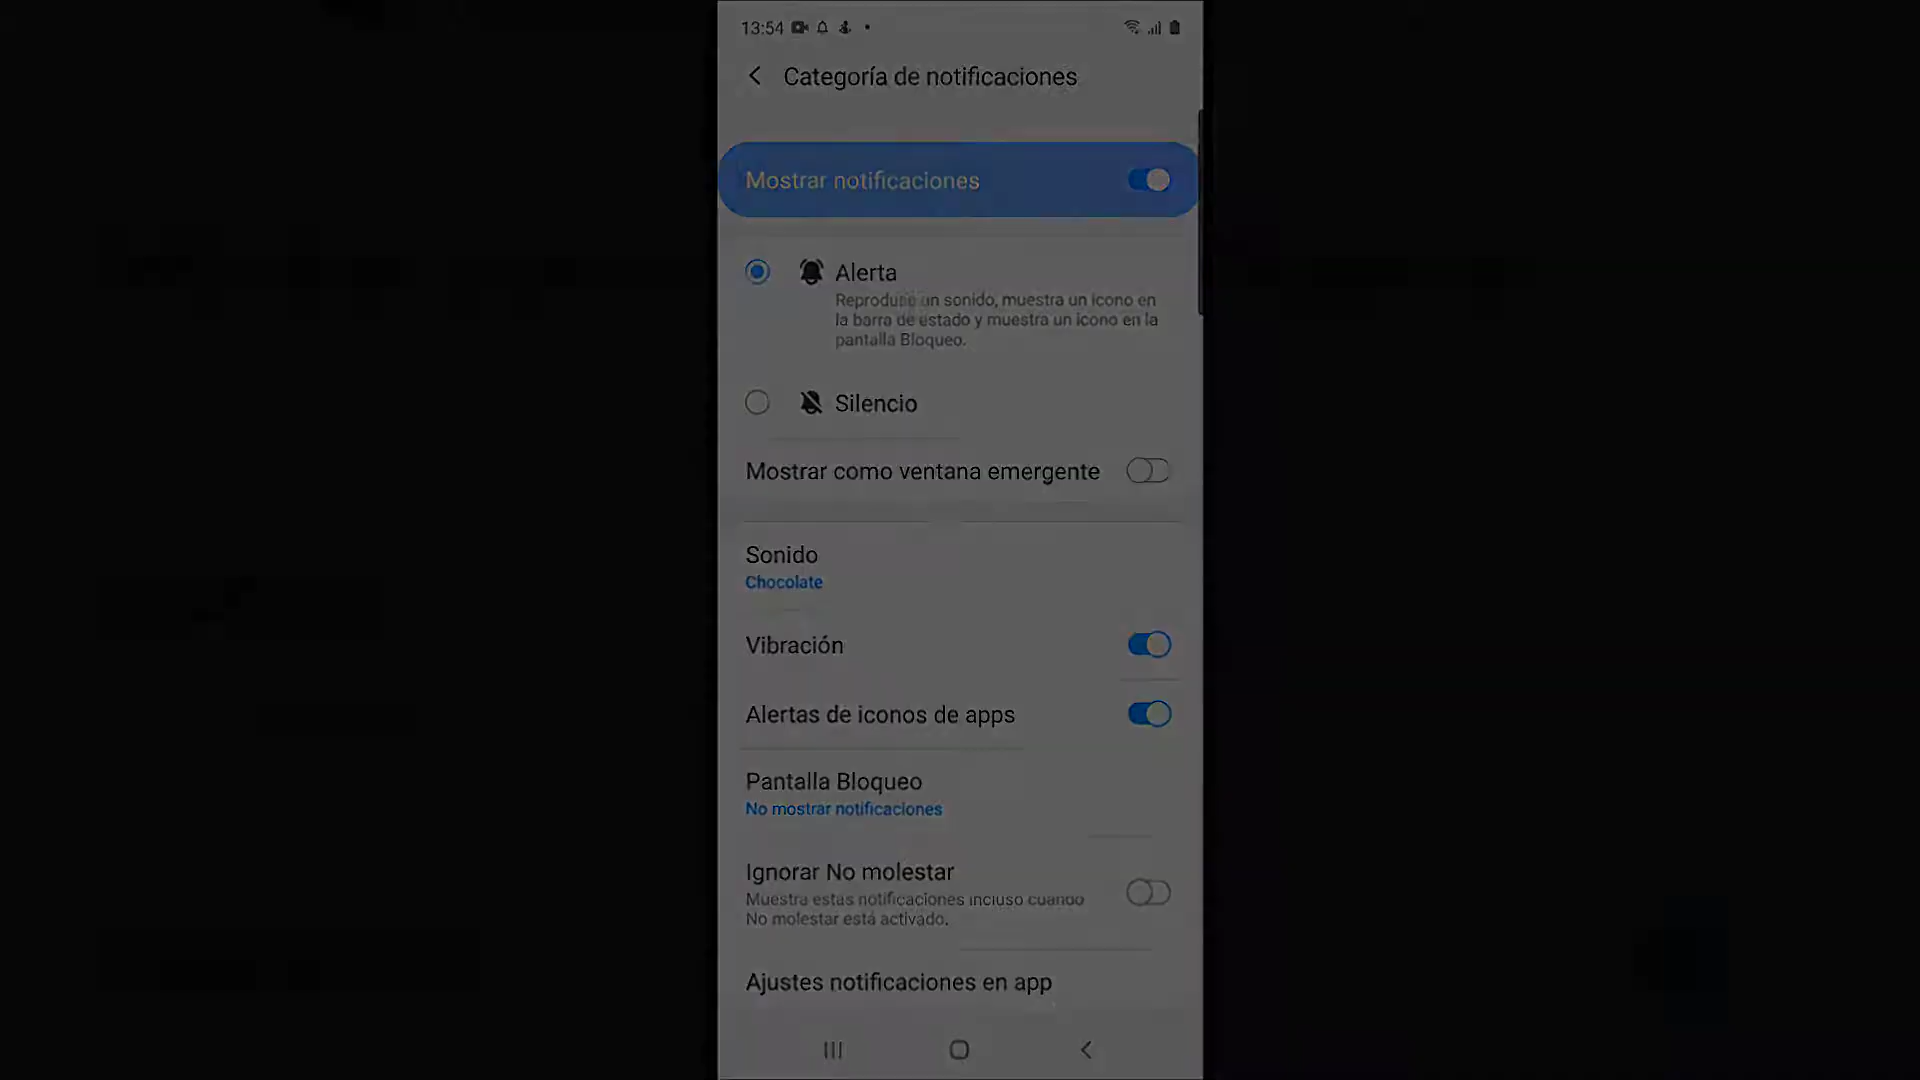 13:54
Categoría de notificaciones
Mostrar notificaciones
Alerta
Reproduce un sonido, muestra un icono en
la barra de estado y muestra un icono en la
pantalla Bloqueo.
Silencio
Mostrar como ventana emergente
Sonido
Chocolate
Vibración
Alertas de iconos de apps
Pantalla Bloqueo
No mostrar notificaciones
Ignorar No molestar
Muestra estas notificaciones incluso cuando
No molestar está activado.
Ajustes notificaciones en app